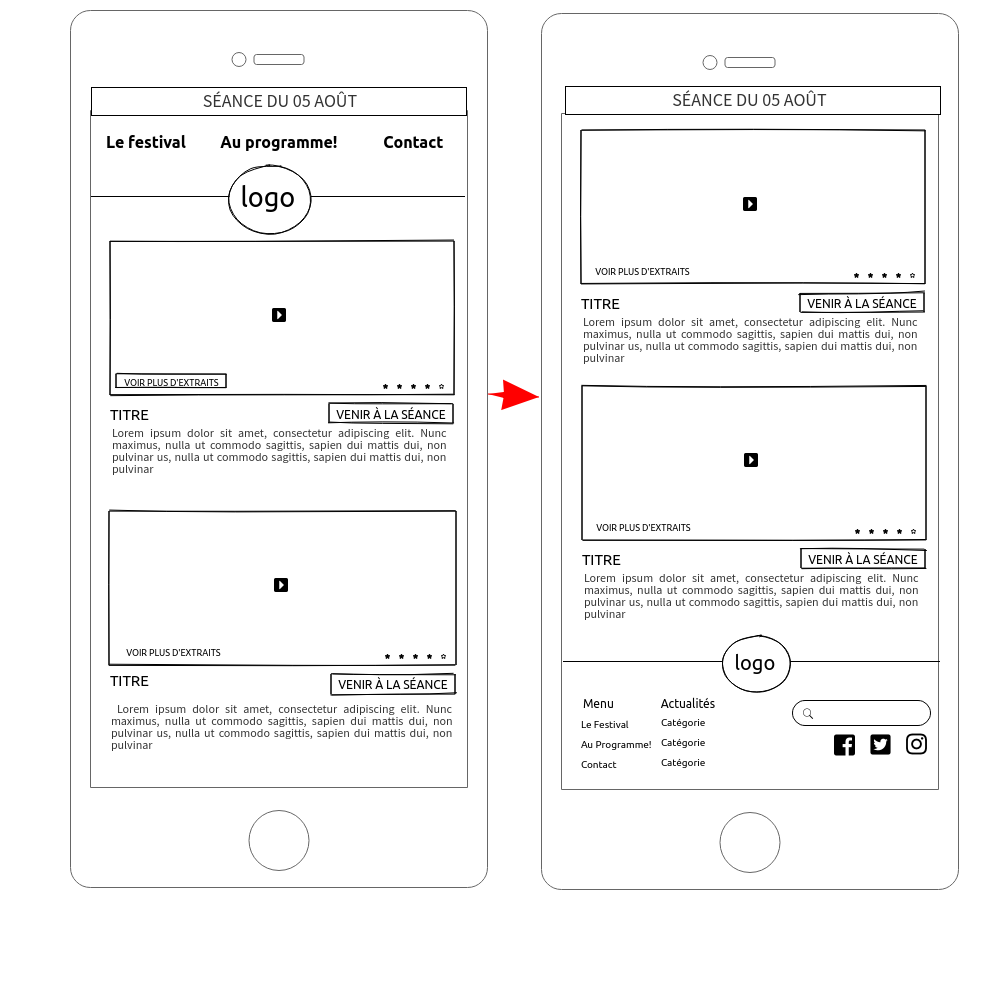 SÉANCE DU 05 AOÛT
Le festival Au programme! Contact
logo
VOIR PLUS D'EXTRAITS
TITRE VENIR À LA SÉANCE
Lorem ipsum dolor sit amet, consectetur adipiscing elit. Nunc
maximus, nulla ut commodo sagittis, sapien dui mattis dui, non
pulvinar us, nulla ut commodo sagittis, sapien dui mattis dui, non
pulvinar
VOIR PLUS D'EXTRAITS
TITRE VENIR À LA SÉANCE
Lorem ipsum dolor sit amet, consectetur adipiscing elit. Nunc
maximus, nulla ut commodo sagittis, sapien dui mattis dui, non
pulvinar us, nulla ut commodo sagittis, sapien dui mattis dui, non
pulvinar
SÉANCE DU 05 AOÛT
VOIR PLUS D'EXTRAITS
TITRE VENIR À LA SÉANCE
Lorem ipsum dolor sit amet, consectetur adipiscing elit. Nunc
maximus, nulla ut commodo sagittis, sapien dui mattis dui, non
pulvinar us, nulla ut commodo sagittis, sapien dui mattis dui, non
pulvinar
VOIR PLUS D'EXTRAITS
TITRE VENIR À LA SÉANCE
Lorem ipsum dolor sit amet, consectetur adipiscing elit. Nunc
maximus, nulla ut commodo sagittis, sapien dui mattis dui, non
pulvinar us, nulla ut commodo sagittis, sapien dui mattis dui, non
pulvinar
logo
Menu Actualités
Le Festival Catégorie
Au Programme! Catégorie
Contact Catégorie